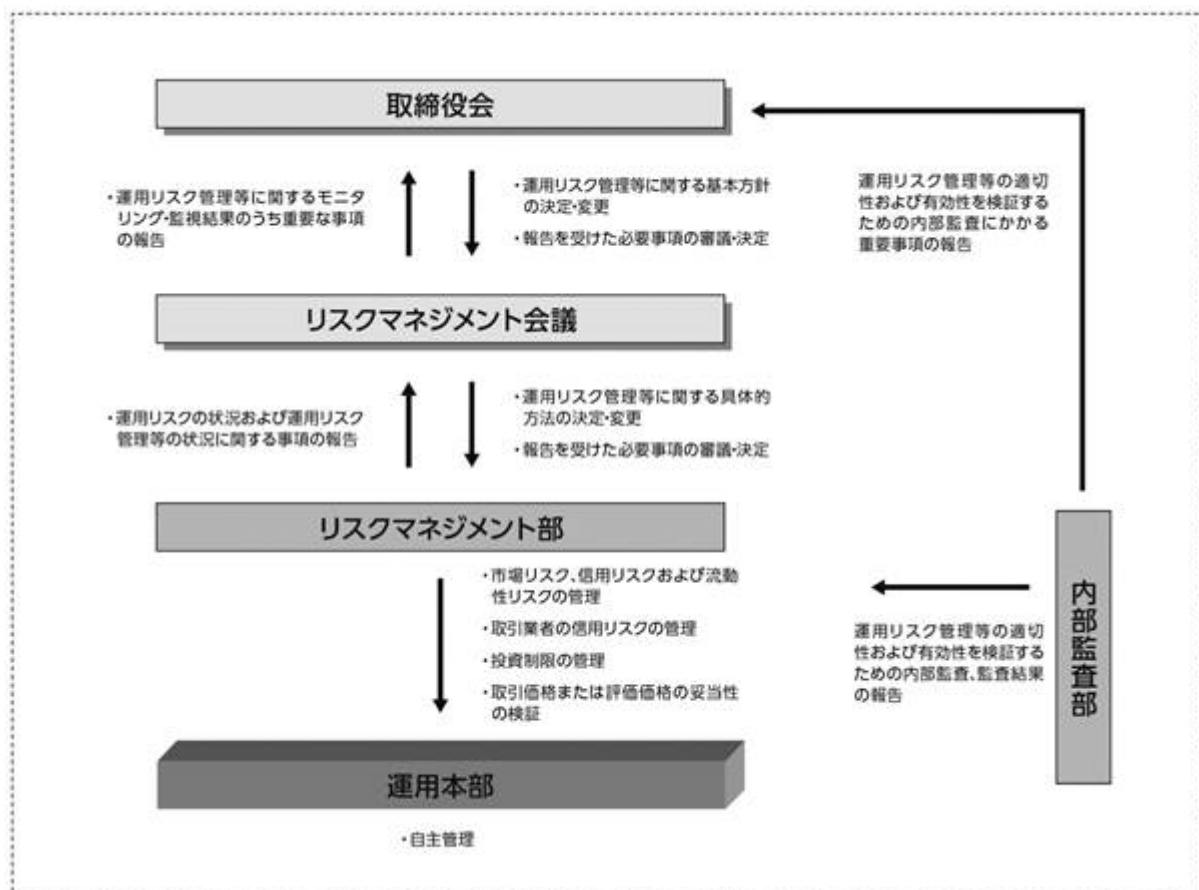 取締役会
・運用リスク管理等に関するモニタ
リング・監視結果のうち重要な事項
の報告
・運用リスク管理等に関する基本方針
の決定・変更
・報告を受けた必要事項の審議・決定
運用リスク管理等の適切
性および有効性を検証する
ための内部監査にかかる
重要事項の報告
リスクマネジメント会議
・運用リスクの状況および運用リスク
管理等の状況に関する事項の報告
・運用リスク管理等に関する具体的
方法の決定・変更
・報告を受けた必要事項の審議・決定
リスクマネジメント部
・市場リスク、信用リスクおよび流動
性リスクの管理
・取引業者の信用リスクの管理
・投資制限の管理
・取引価格または評価価格の妥当性
の検証
運用リスク管理等の適切
性および有効性を検証する
ための内部監査、監査結果
の報告
内部監査部
運用本部
・自主管理